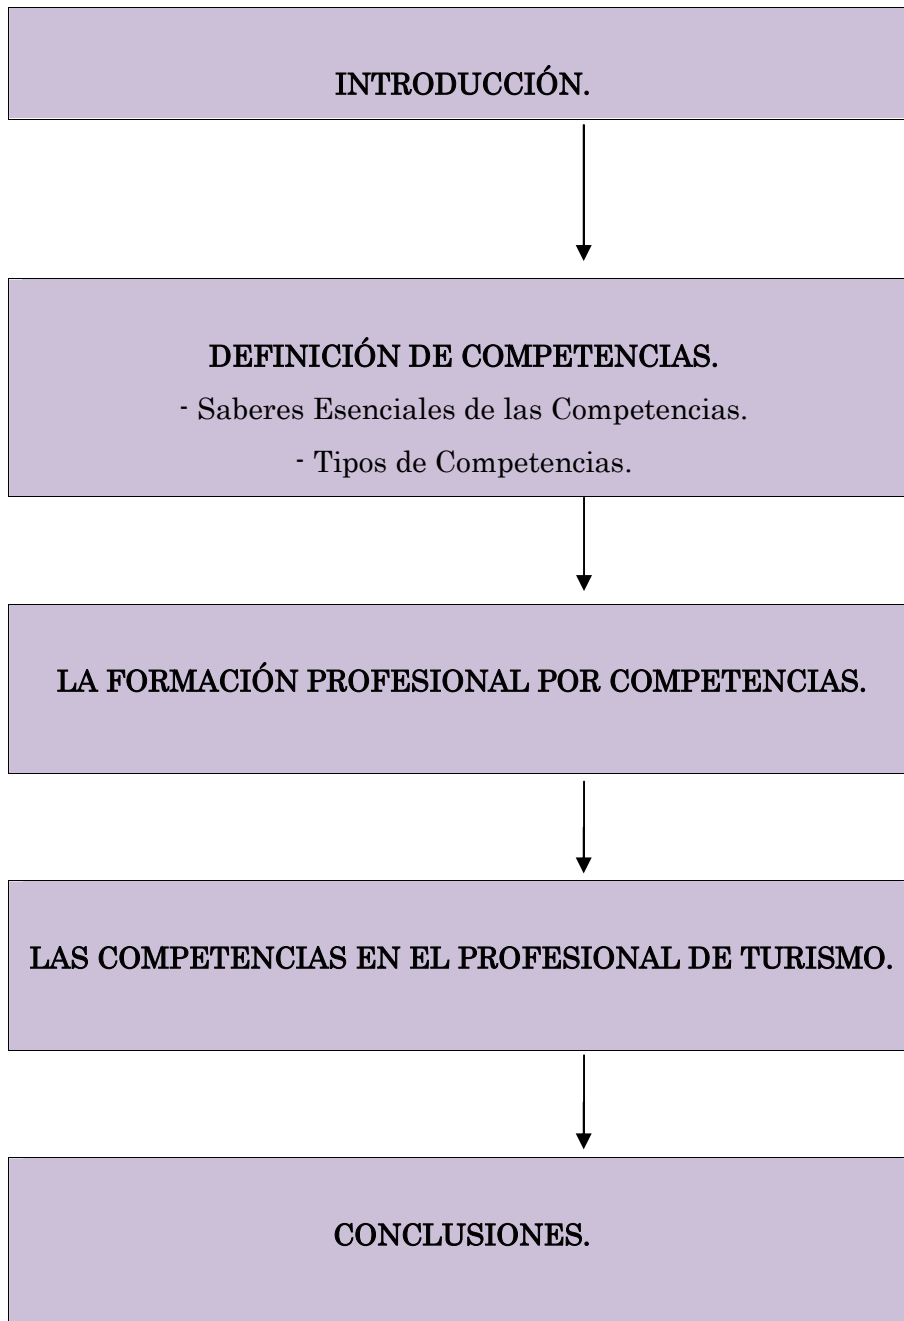 INTRODUCCIÓN.
DEFINICIÓN DE COMPETENCIAS.
- Saberes Esenciales de las Competencias.
- Tipos de Competencias.
LA FORMACIÓN PROFESIONAL POR COMPETENCIAS.
LAS COMPETENCIAS EN EL PROFESIONAL DE TURISMO.
CONCLUSIONES.